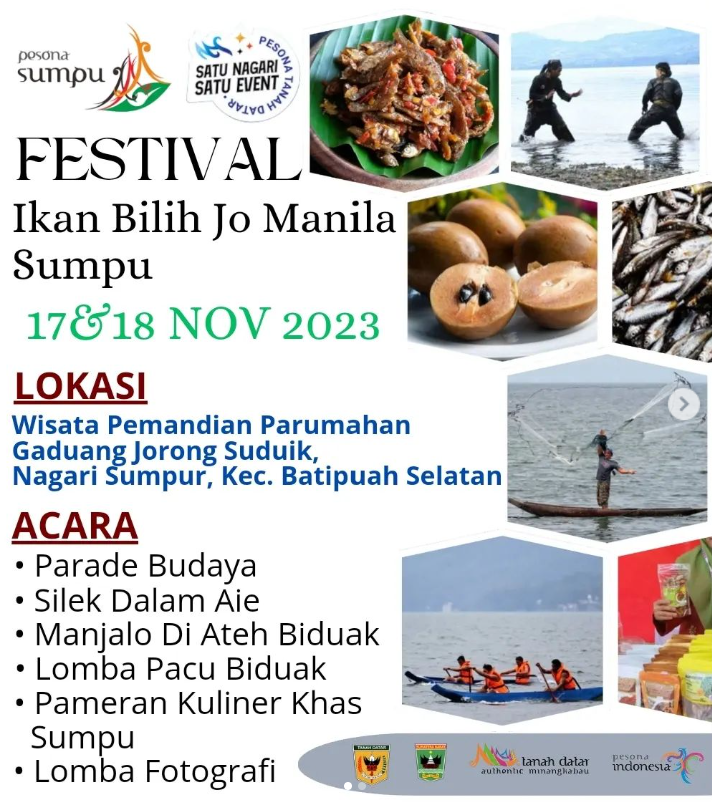 pesona
sumpu
SATU NAGARI
SATU EVENT
PESONA TANAH DATAR
FESTIVAL
Ikan Bilih Jo Manila
Sumpu
17&18 NOV 2023
LOKASI
Wisata Pemandian Parumahan
Gaduang Jorong Suduik,
Nagari Sumpur, Kec. Batipuah Selatan
ACARA
• Parade Budaya
• Silek Dalam Aie
• Manjalo Di Ateh Biduak
• Lomba Pacu Biduak
• Pameran Kuliner Khas
Sumpu
• Lomba Fotografi
TANAH DATAR
tanah datar
authentic minangkabau
pesona
indonesia